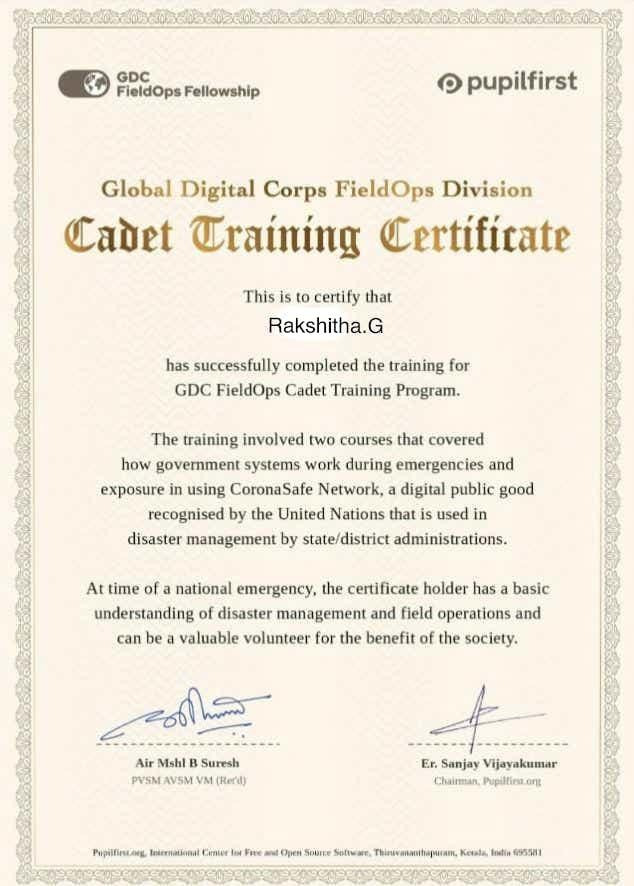 GDC
FieldOps Fellowship
pupilfirst
Global Digital Corps FieldOps Division
Cadet Training Certificate
This is to certify that
Rakshitha.G
has successfully completed the training for
GDC FieldOps Cadet Training Program.
The training involved two courses that covered
how government systems work during emergencies and
exposure in using CoronaSafe Network, a digital public good
recognised by the United Nations that is used in
disaster management by state/district administrations.
At time of a national emergency, the certificate holder has a basic
understanding of disaster management and field operations and
can be a valuable volunteer for the benefit of the society.
Air Mshl B Suresh
PVSM AVSM VM (Ret'd)
Er. Sanjay Vijayakumar
Chairman, Pupilfirst.org
Pupilfirst.org, International Center for Free and Open Source Software, Thiruvananthapuram, Kerala, India 695581